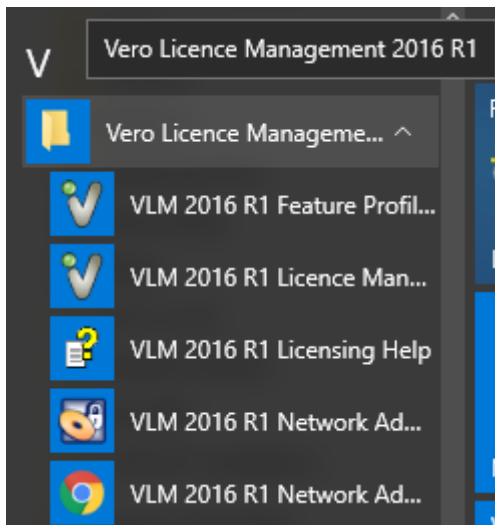 Vero Licence Management 2016 R1
V
Vero Licence Manageme...
VLM 2016 R1 Feature Profil...
VLM 2016 R1 Licence Man...
VLM 2016 R1 Licensing Help
VLM 2016 R1 Network Ad...
VLM 2016 R1 Network Ad...